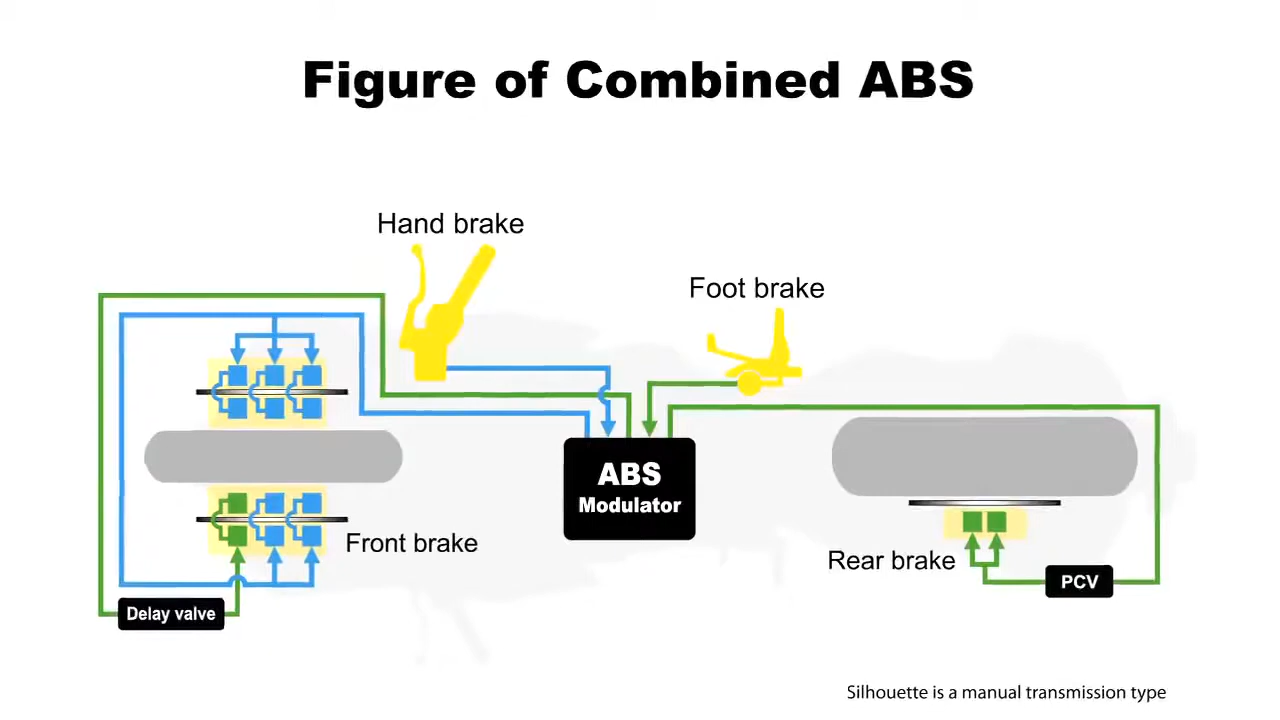 Figure of Combined ABS
Hand brake
Foot brake
ABS
Modulator
Front brake
Rear brake
PCV
Delay valve
Silhouette is a manual transmission type